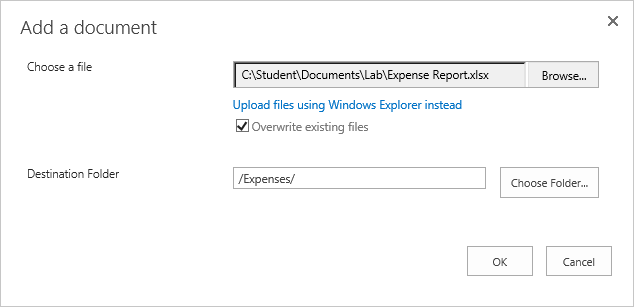 Add a document
Choose a file
C:\Student\Documents\Lab\Expense Report.xlsx Browse...
Upload files using Windows Explorer instead
Overwrite existing files
Destination Folder
/Expenses/ Choose Folder...
OK Cancel